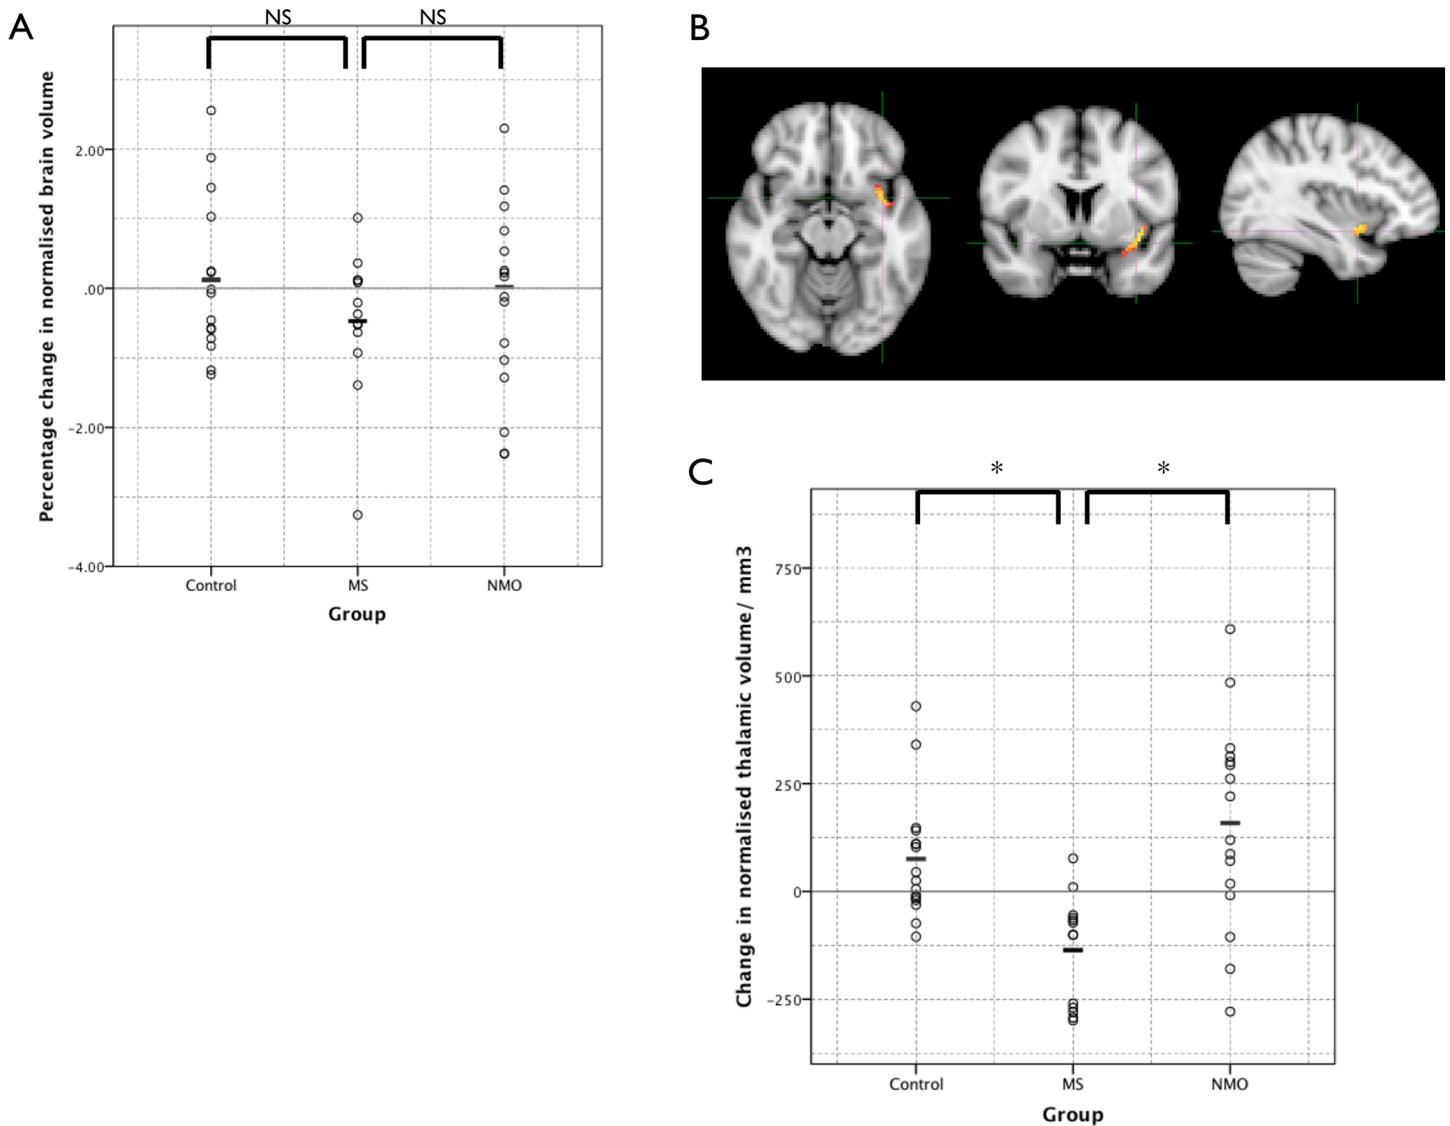 A
NS
NS
Percentage change in normalised brain volume
2.00
.00
-2.00
-4.00
Control
MS
NMO
Group
B
C
*
*
Change in normalised thalamic volume/ mm3
750
500
250
0
-250
Control
MS
NMO
Group